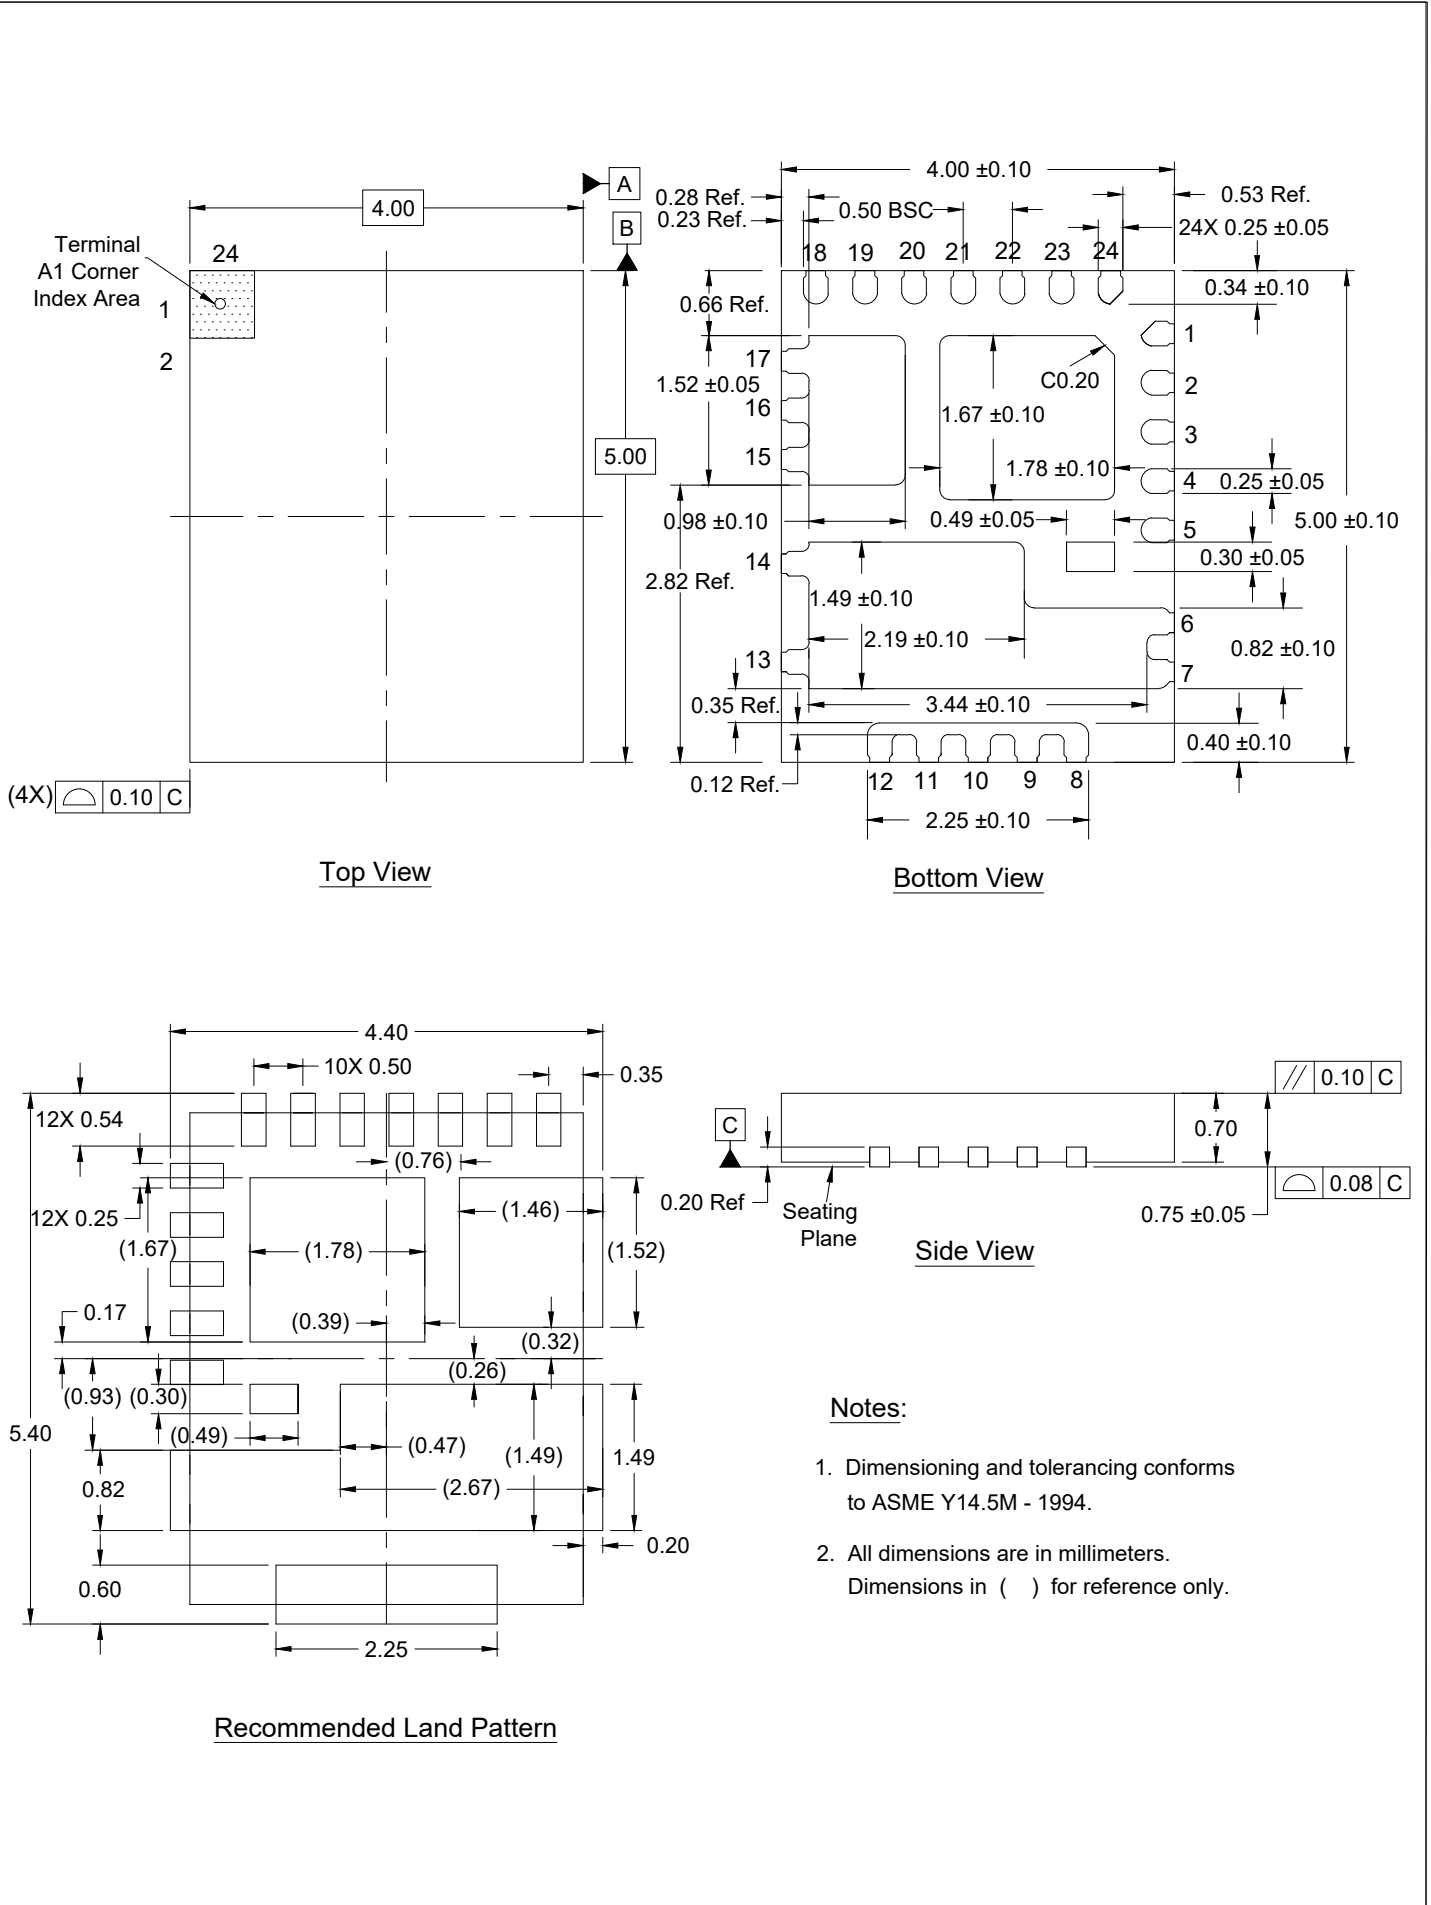 4.00
A
B
Terminal
A1 Corner
Index Area
24
1
2
5.00
(4X)
0.10 C
Top View
4.00 ±0.10
0.28 Ref.
0.23 Ref.
0.50 BSC
0.53 Ref.
24X 0.25 ±0.05
18 19 20 21 22 23 24
0.34 ±0.10
0.66 Ref.
1
17
1.52 ±0.05
C0.20
2
16
1.67 ±0.10
3
15
1.78 ±0.10
4
0.25 ±0.05
0.98 ±0.10
0.49 ±0.05
5
5.00 ±0.10
14
0.30 ±0.05
2.82 Ref.
1.49 ±0.10
6
2.19 ±0.10
0.82 ±0.10
13
7
0.35 Ref.
3.44 ±0.10
0.40 ±0.10
0.12 Ref.
12 11 10 9 8
2.25 ±0.10
Bottom View
4.40
10X 0.50
0.35
12X 0.54
(0.76)
12X 0.25
(1.46)
(1.67)
(1.78)
(1.52)
0.17
(0.39)
(0.32)
(0.26)
(0.93)
(0.30)
5.40
(0.49)
(0.47)
(1.49)
1.49
0.82
(2.67)
0.20
0.60
2.25
Recommended Land Pattern
// 0.10 C
C
0.70
0.20 Ref
Seating
Plane
0.08 C
0.75 ±0.05
Side View
Notes:
1. Dimensioning and tolerancing conforms
to ASME Y14.5M - 1994.
2. All dimensions are in millimeters.
Dimensions in ( ) for reference only.